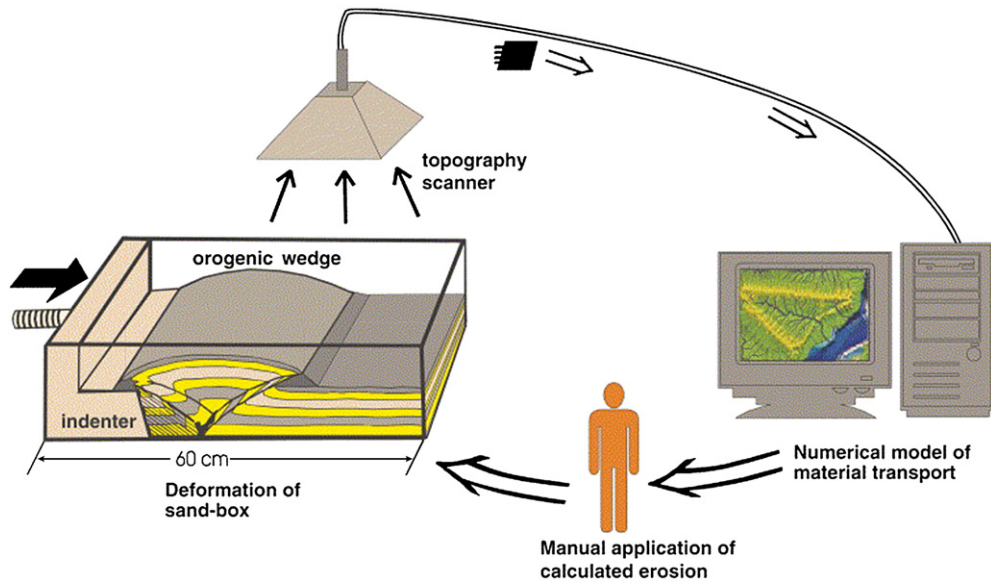 topography
scanner
orogenic wedge
indenter
60 cm
Deformation of
sand-box
Numerical model of
material transport
Manual application of
calculated erosion